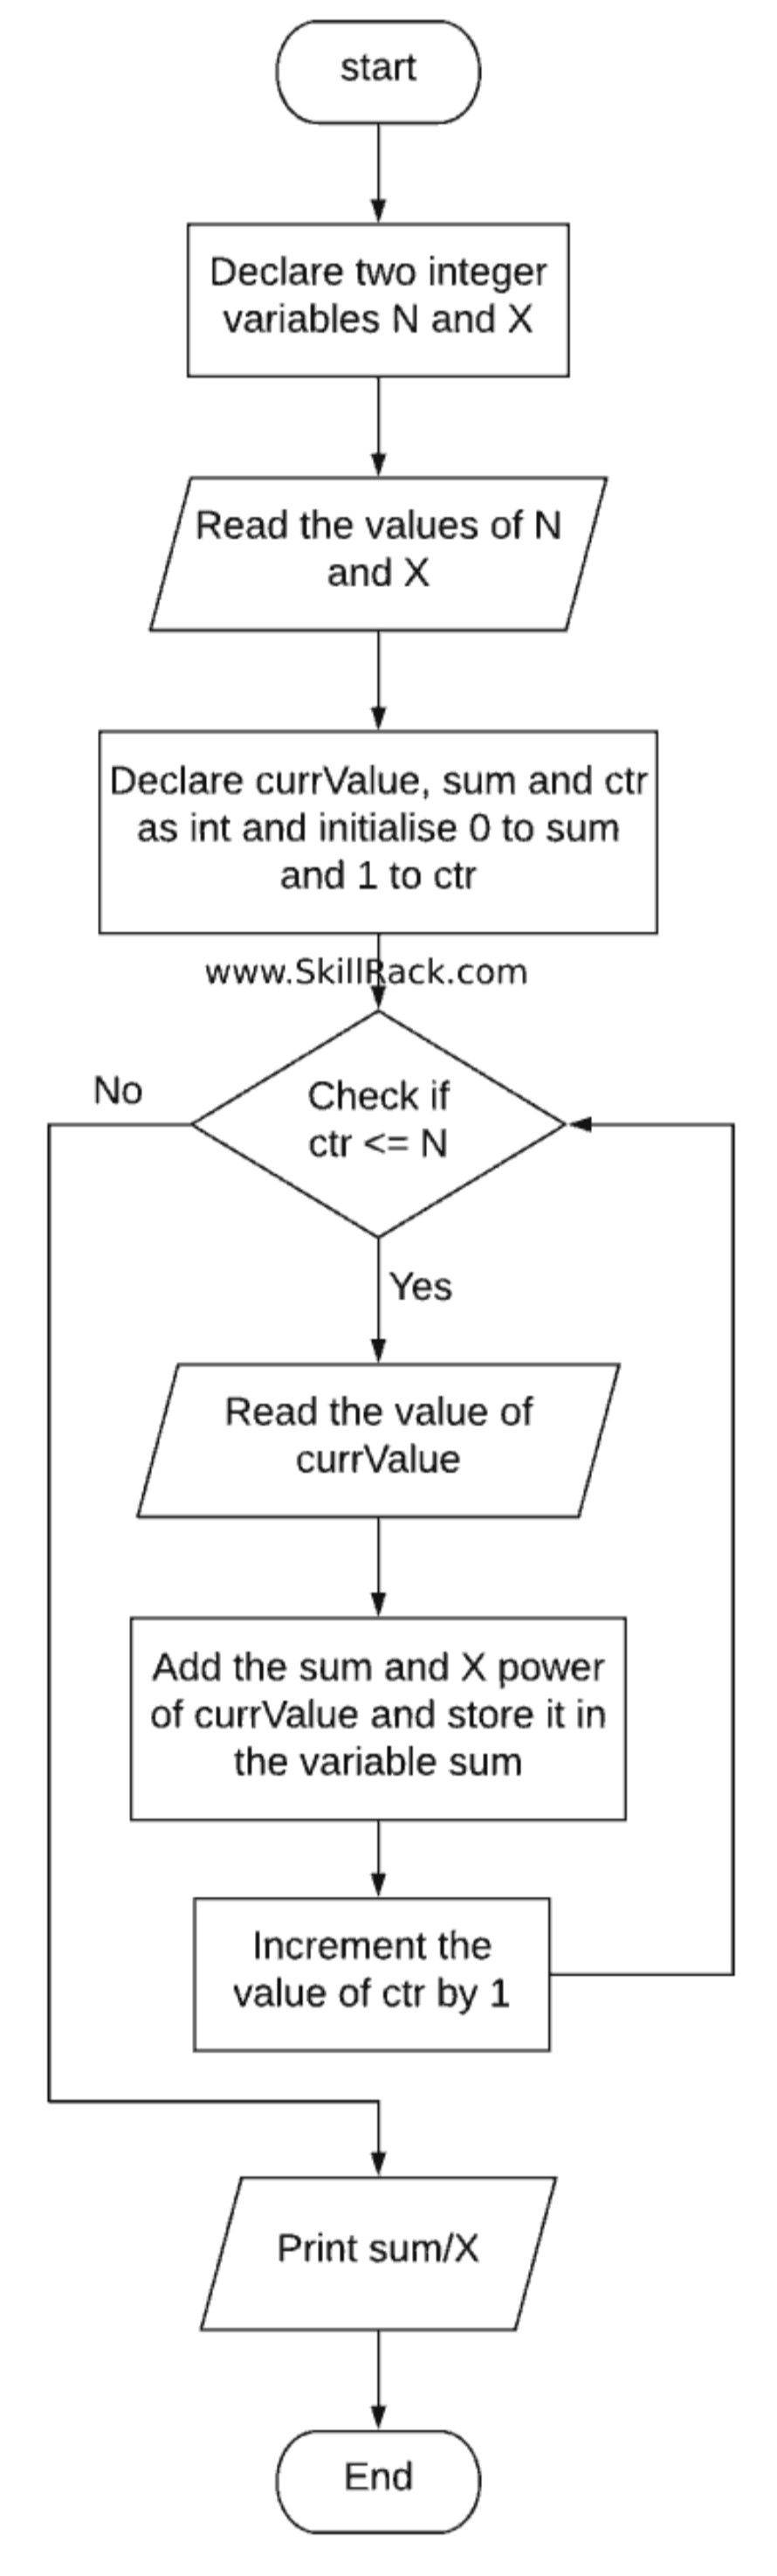 start
Declare two integer
variables N and X
Read the values of N
and X
Declare currValue, sum and ctr
as int and initialise 0 to sum
and 1 to ctr
www.SkillRack.com
No
Check if
ctr <= N
Yes
Read the value of
currValue
Add the sum and X power
of currValue and store it in
the variable sum
Increment the
value of ctr by 1
Print sum/X
End